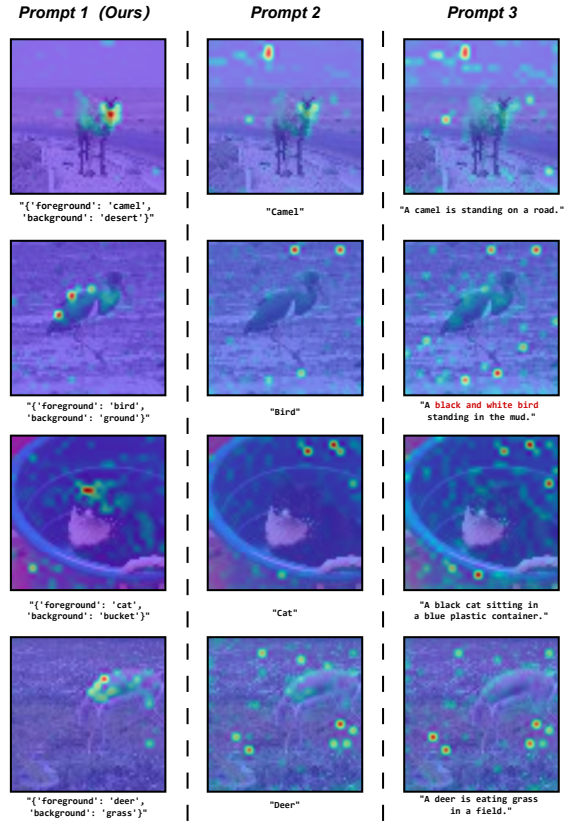 Prompt 1 (Ours)
Prompt 2
Prompt 3
"{'foreground': 'camel',
'background': 'desert'}"
"Camel"
"A camel is standing on a road."
"{'foreground': 'bird',
'background': 'ground'}"
"Bird"
"A black and white bird
standing in the mud."
"{'foreground': 'cat',
'background': 'bucket'}"
"Cat"
"A black cat sitting in
a blue plastic container."
"{'foreground': 'deer',
'background': 'grass'}"
"Deer"
"A deer is eating grass
in a field."